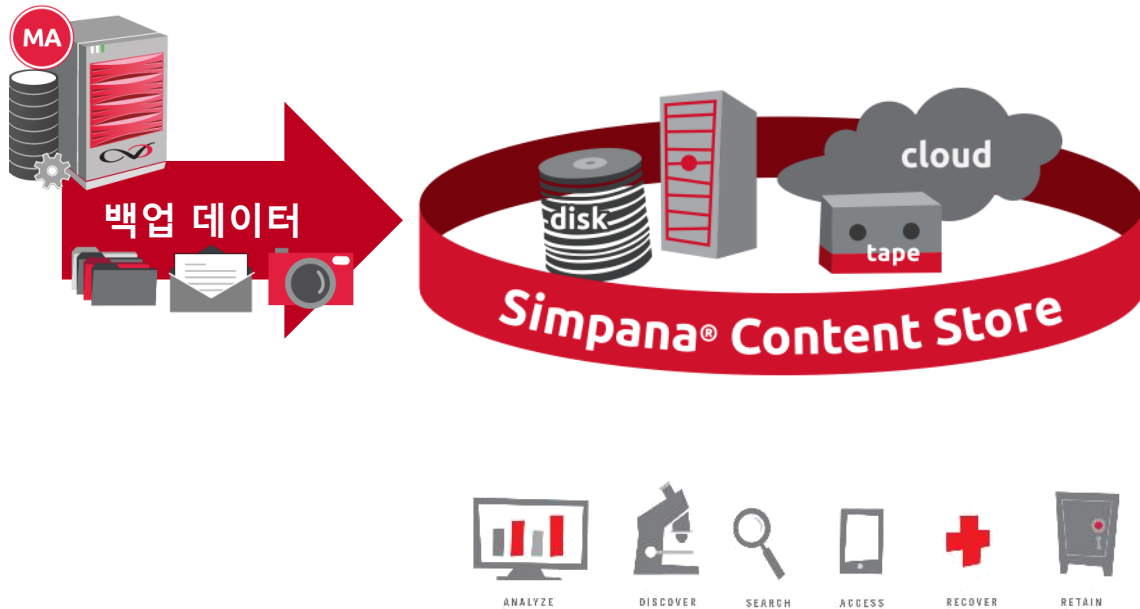 MA
백업 데이터
disk
cloud
tape
Simpana® Content Store
ANALYZE
DISCOVER
SEARCH
ACCESS
RECOVER
RETAIN